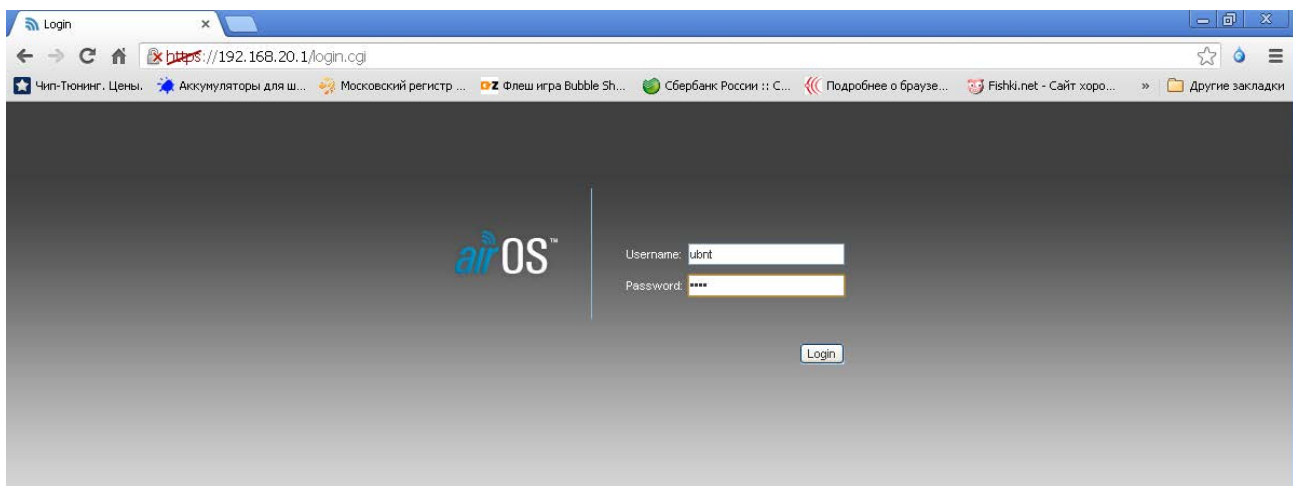 Login
https://192.168.20.1/login.cgi
Чип-Тюнинг. Цены. Аккумуляторы для ш... Московский регистр ... Флеш игра Bubble Sh... Сбербанк России :: С... Подробнее о браузе... Fishki.net - Сайт хоро... » Другие закладки
airOS™
Username: ubnt
Password: ••••
Login